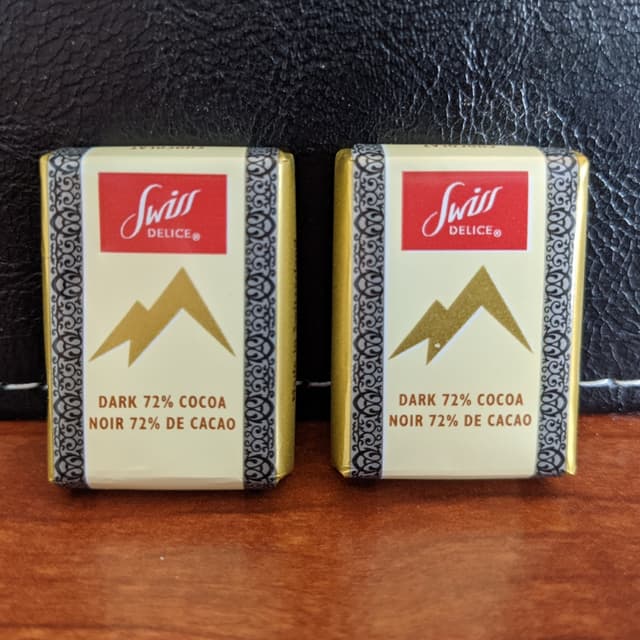 Swiss
DELICE®
DARK 72% COCOA
NOIR 72% DE CACAO
Swiss
DELICE®
DARK 72% COCOA
NOIR 72% DE CACAO